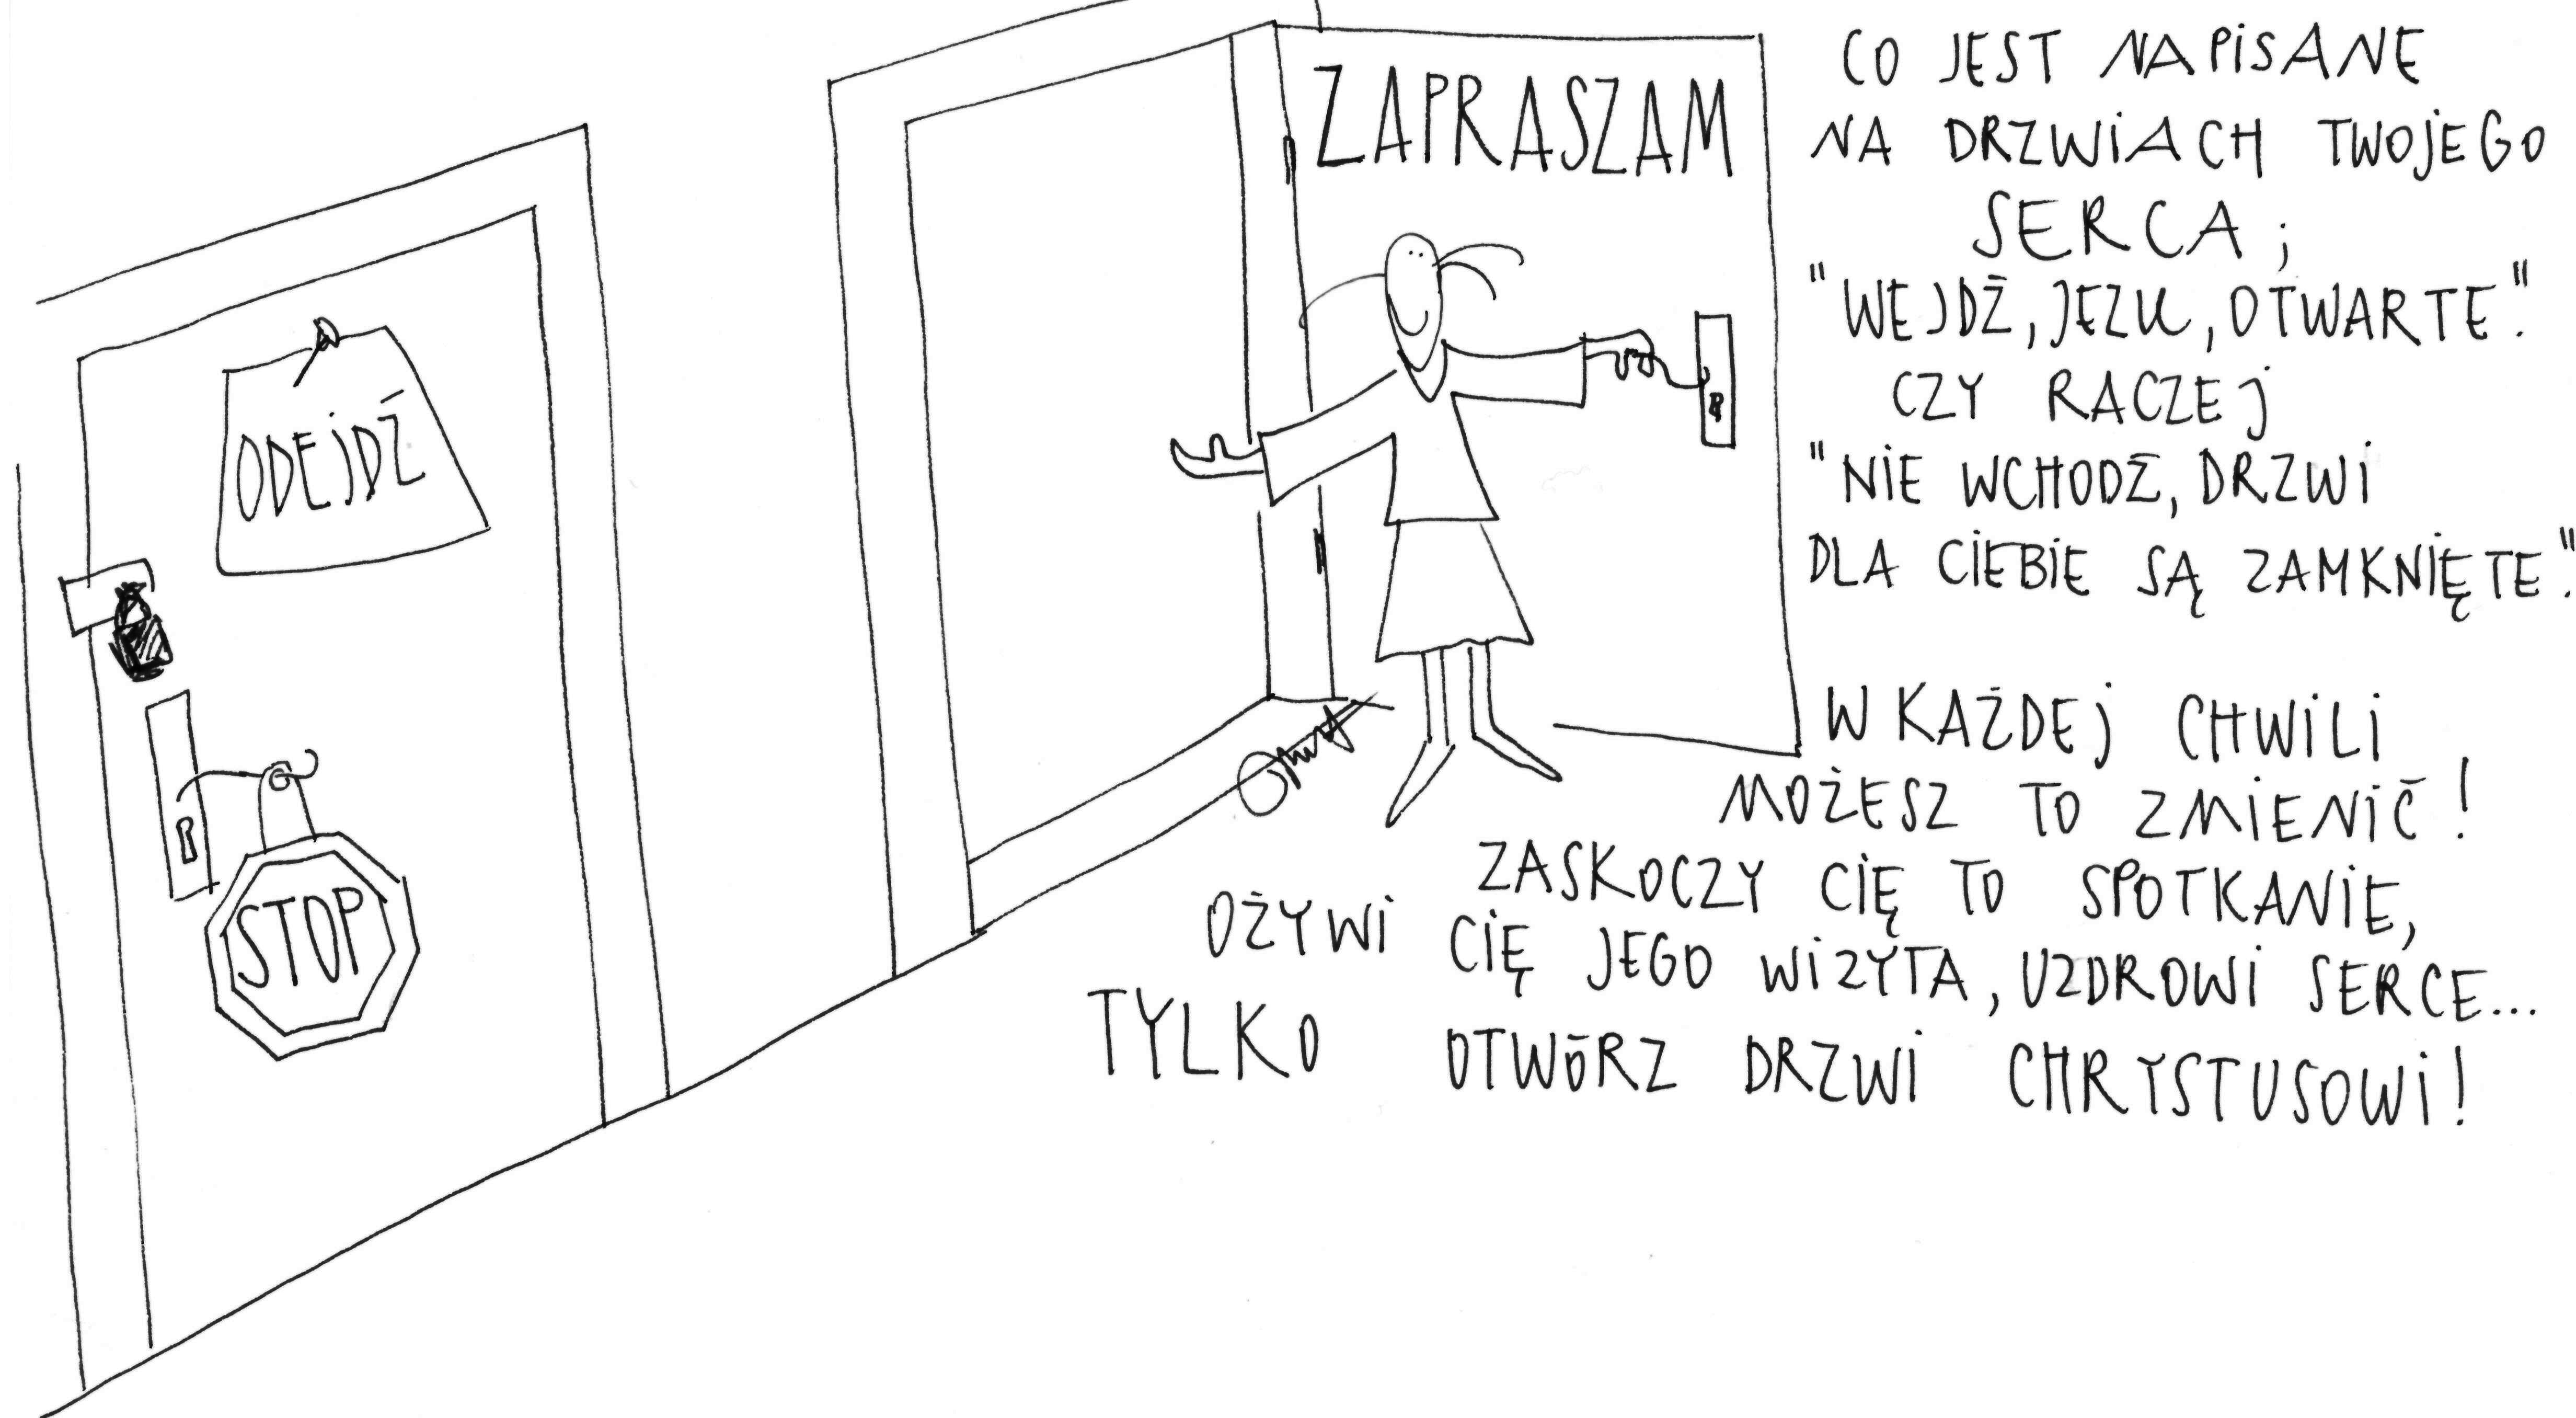 ODEJDŹ
STOP
ZAPRASZAM
CO JEST NAPISANE
NA DRZWIACH TWOJEGO
SERCA;
"WEJDŹ, JEZU, OTWARTE."
CZY RACZEJ
"NIE WCHODŹ, DRZWI
DLA CIEBIE SĄ ZAMKNIĘTE."
W KAŻDEJ CHWILI
MOŻESZ TO ZMIENIĆ!
ZASKOCZY CIĘ TO SPOTKANIE,
OŻYWI CIĘ JEGO WIZYTA, UZDROWI SERCE...
TYLKO OTWÓRZ DRZWI CHRYSTUSOWI!